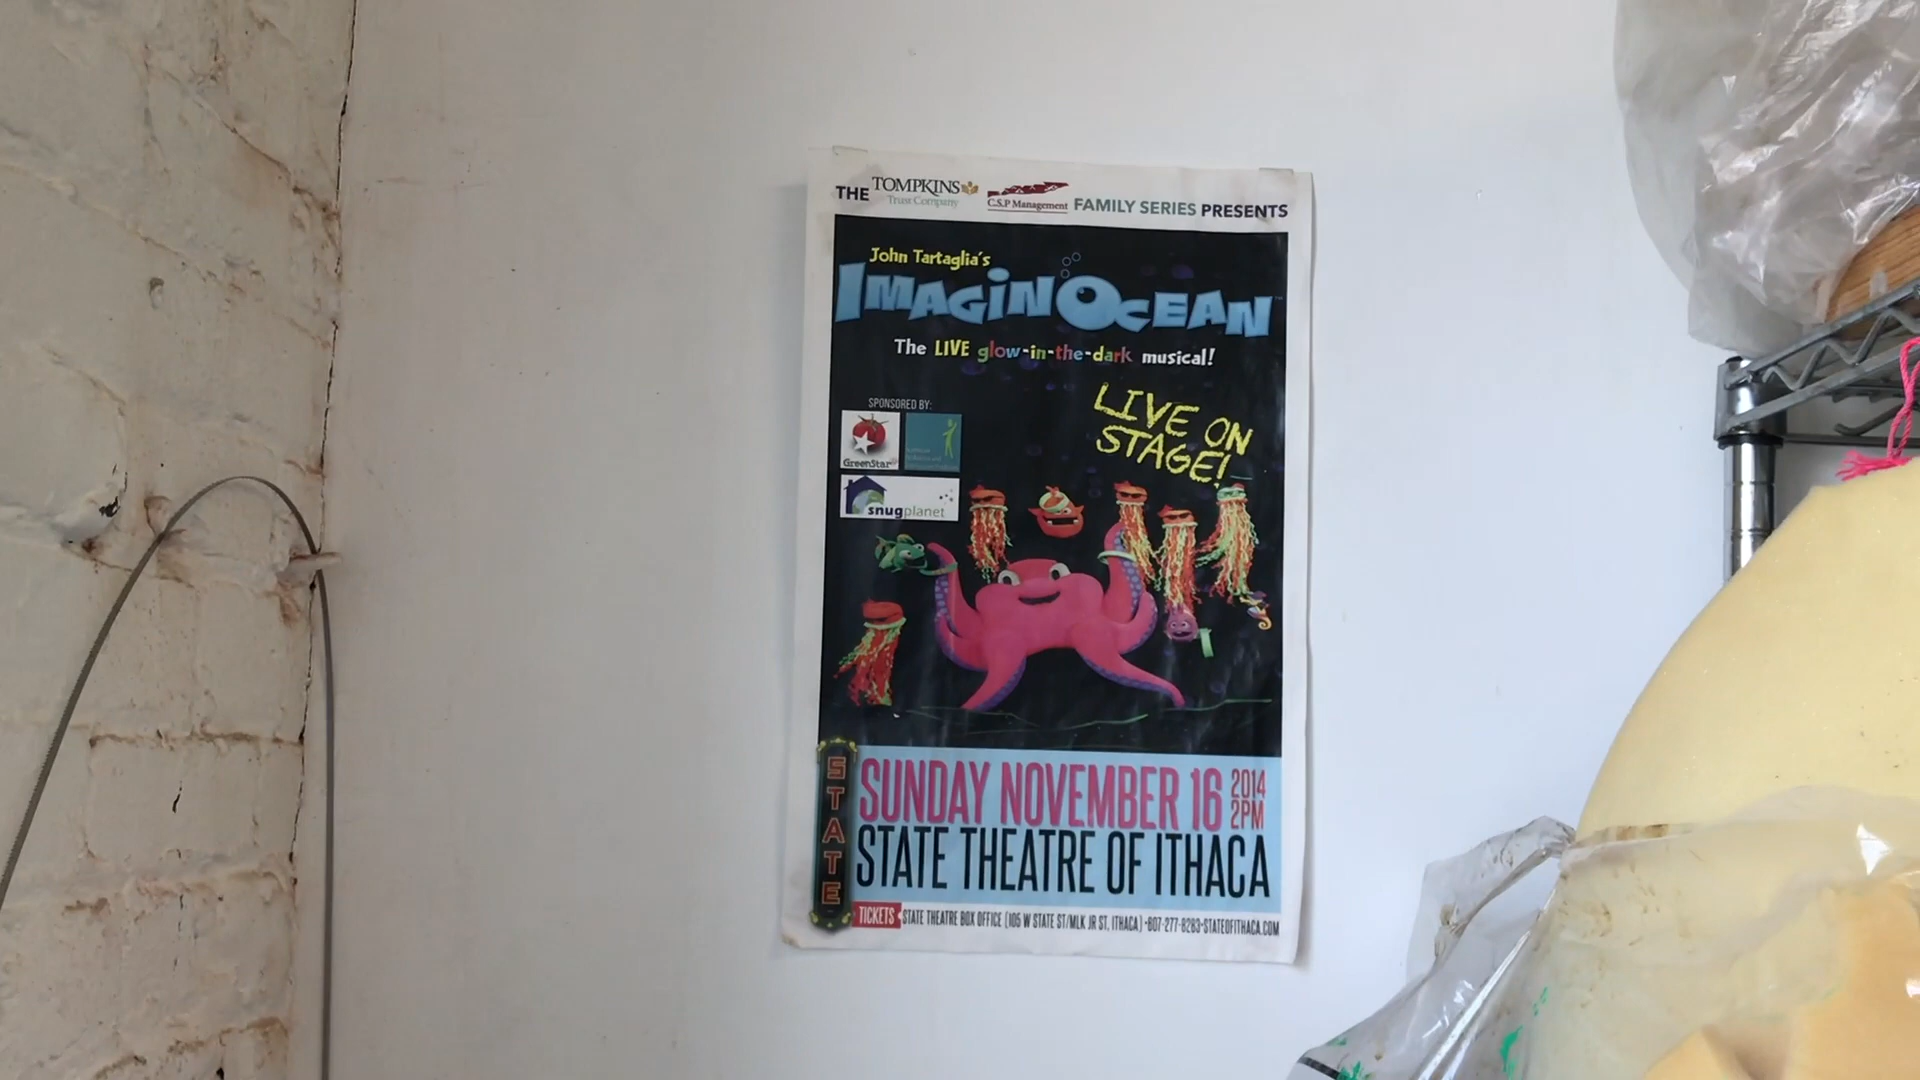 THE TOMPKINS Trust Company C.S.P Management FAMILY SERIES PRESENTS
John Tartaglia's
IMAGINOCEAN
The LIVE glow-in-the-dark musical!
LIVE ON
STAGE!
SPONSORED BY:
GreenStar
snugplanet
STATE
SUNDAY NOVEMBER 16 2014 2PM
STATE THEATRE OF ITHACA
TICKETS STATE THEATRE BOX OFFICE (105 W STATE ST/MLK JR ST, ITHACA) • 607-277-8283 • STATEOFITHACA.COM